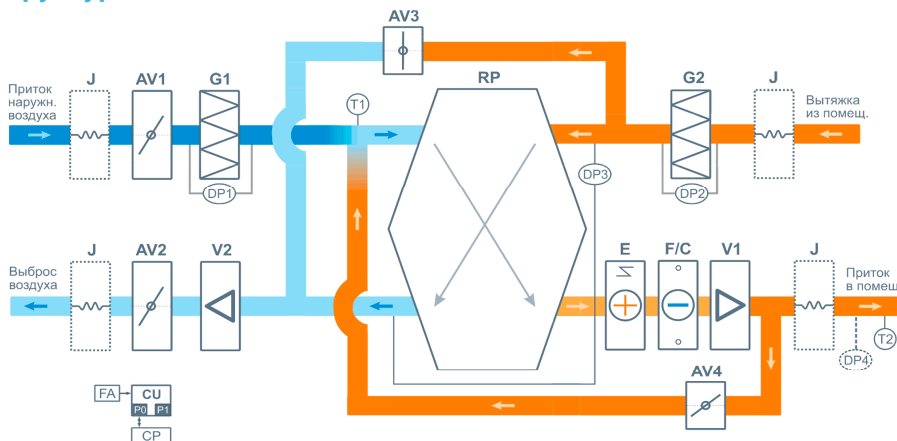 AV3
J
AV1
G1
RP
G2
J
Приток
наружн.
воздуха
T1
Вытяжка
из помещ.
DP1
DP3
DP2
J
AV2
V2
E
F/C
V1
J
Выброс
воздуха
Приток
в помещ
T2
DP4
AV4
FA
CU
P0 P1
CP